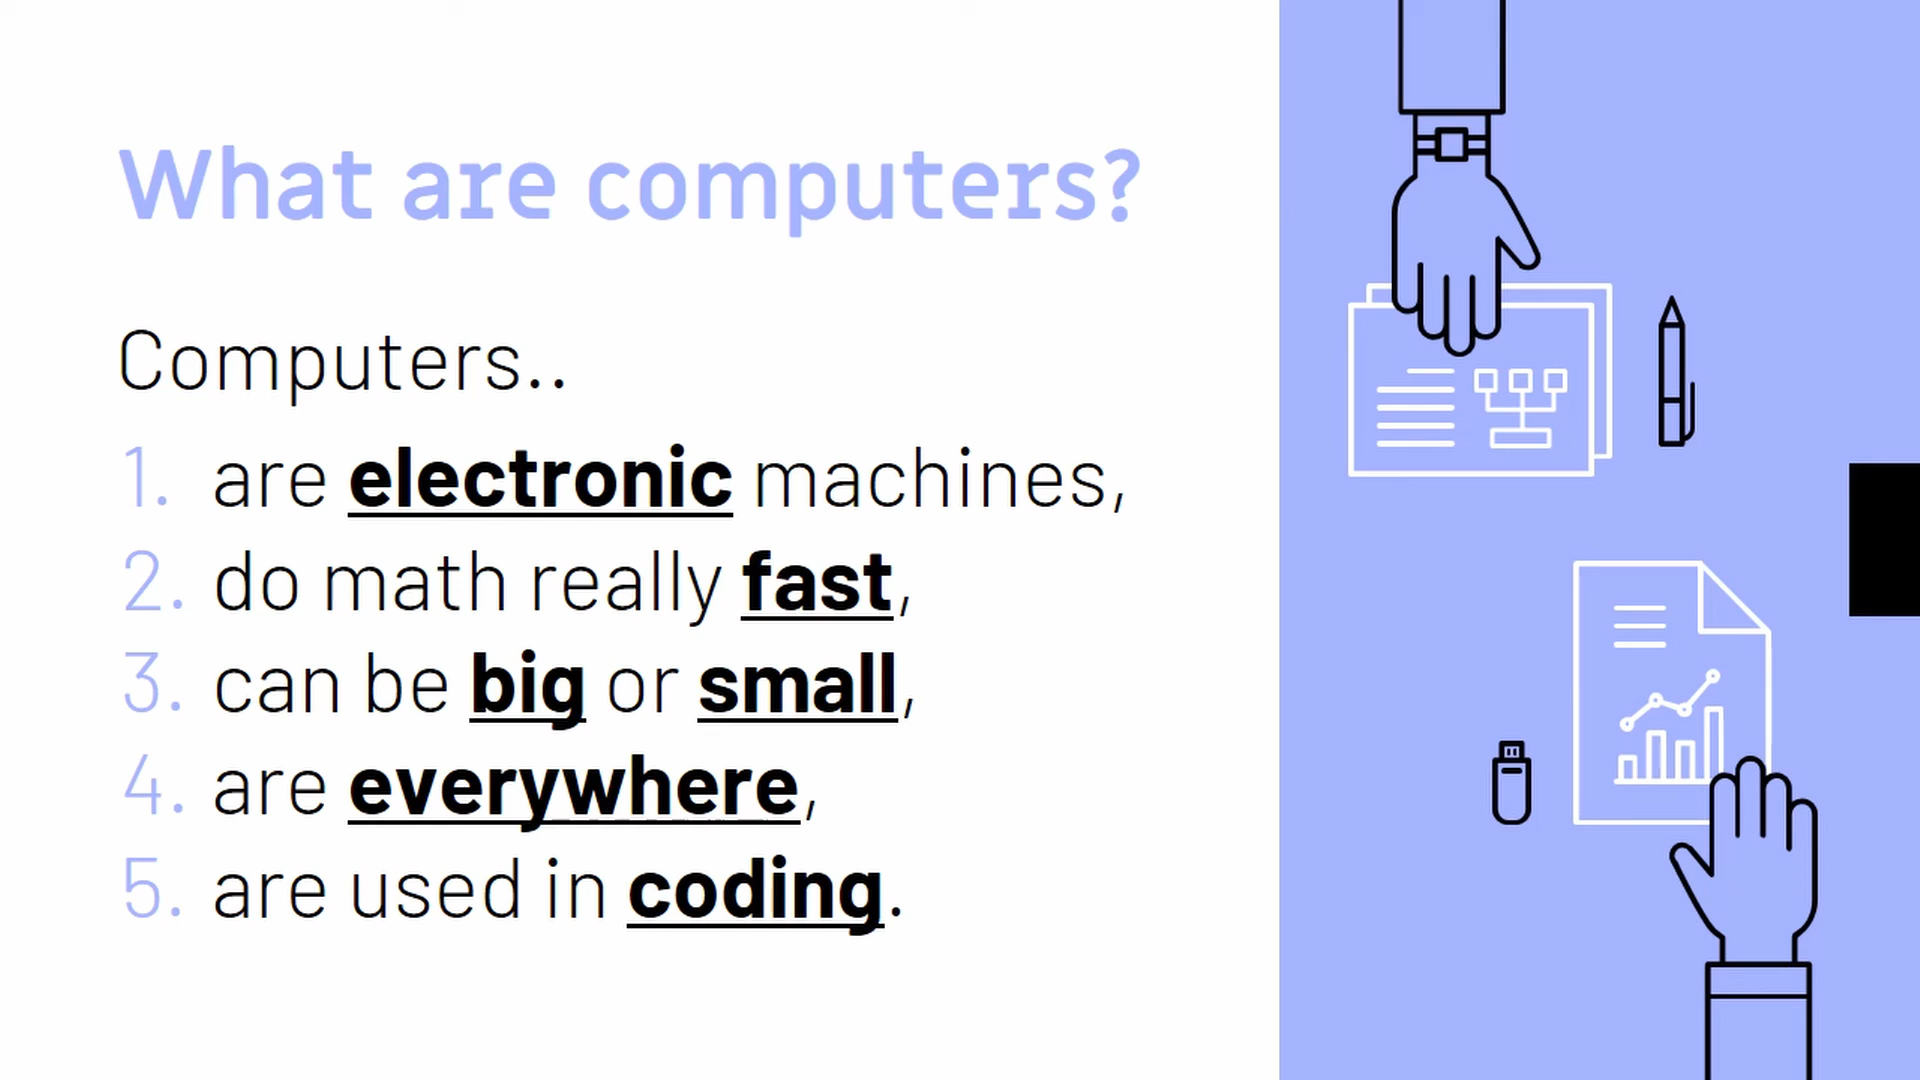 What are computers?
Computers..
1. are electronic machines,
2. do math really fast,
3. can be big or small,
4. are everywhere,
5. are used in coding.